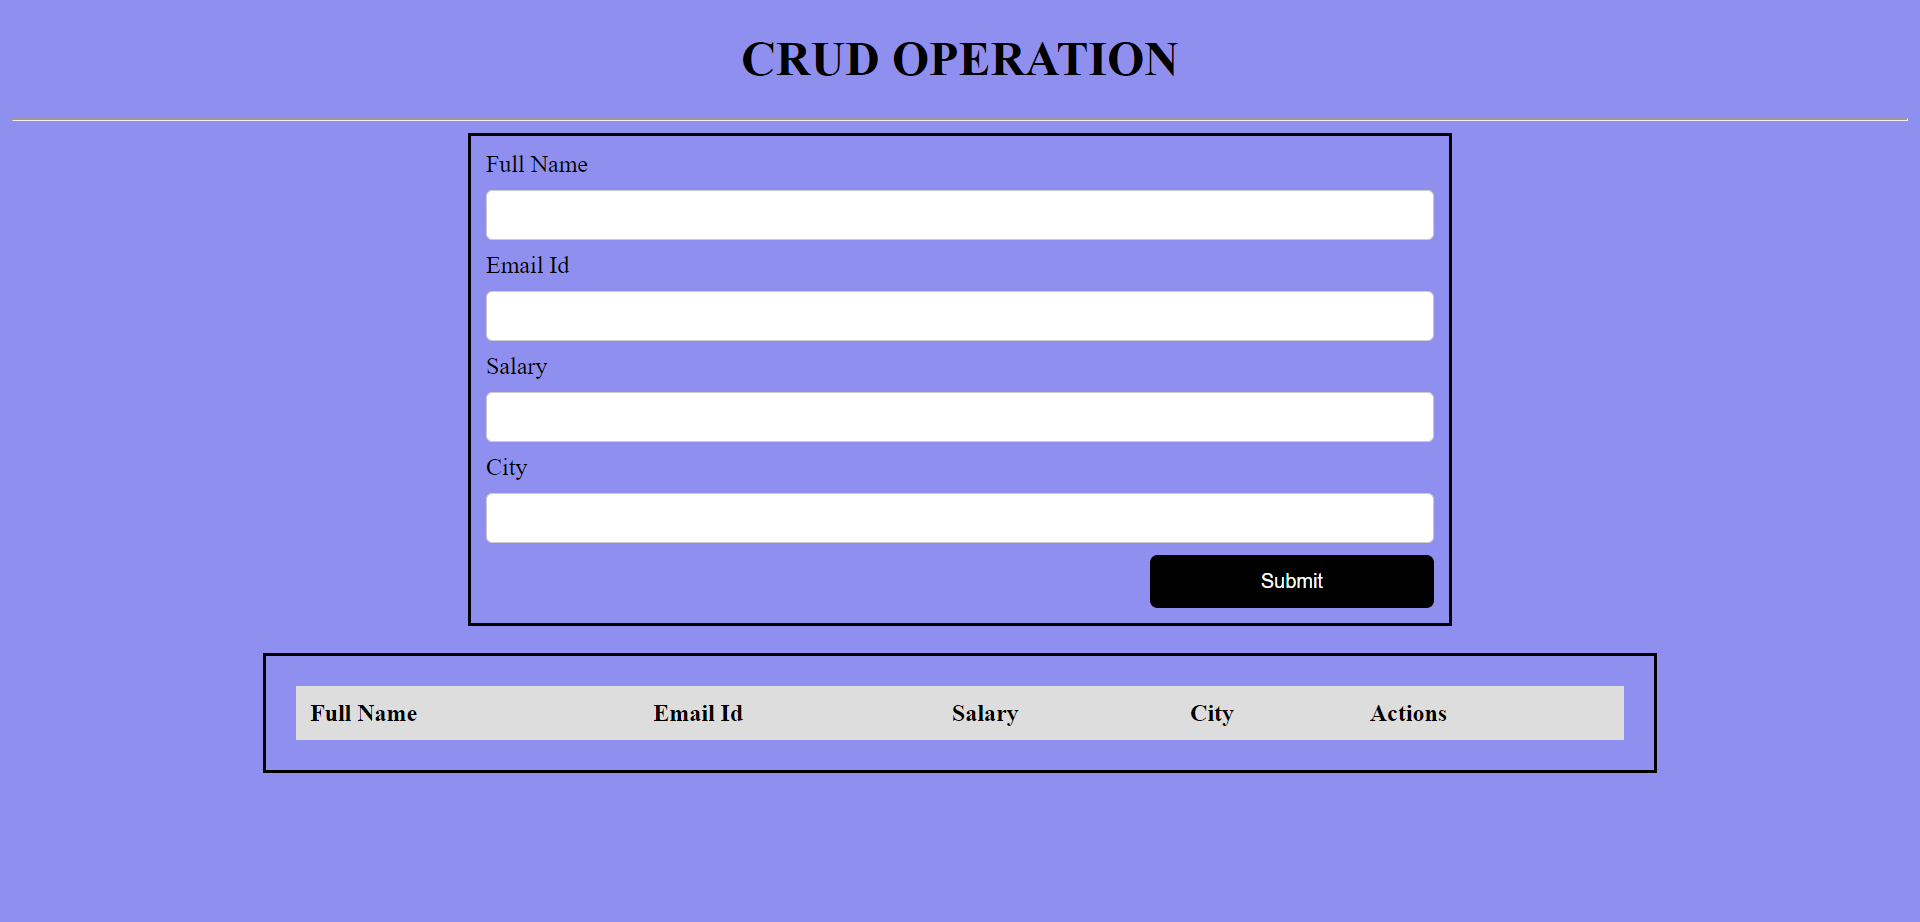 CRUD OPERATION
Full Name
Email Id
Salary
City
Submit
Full Name Email Id Salary City Actions